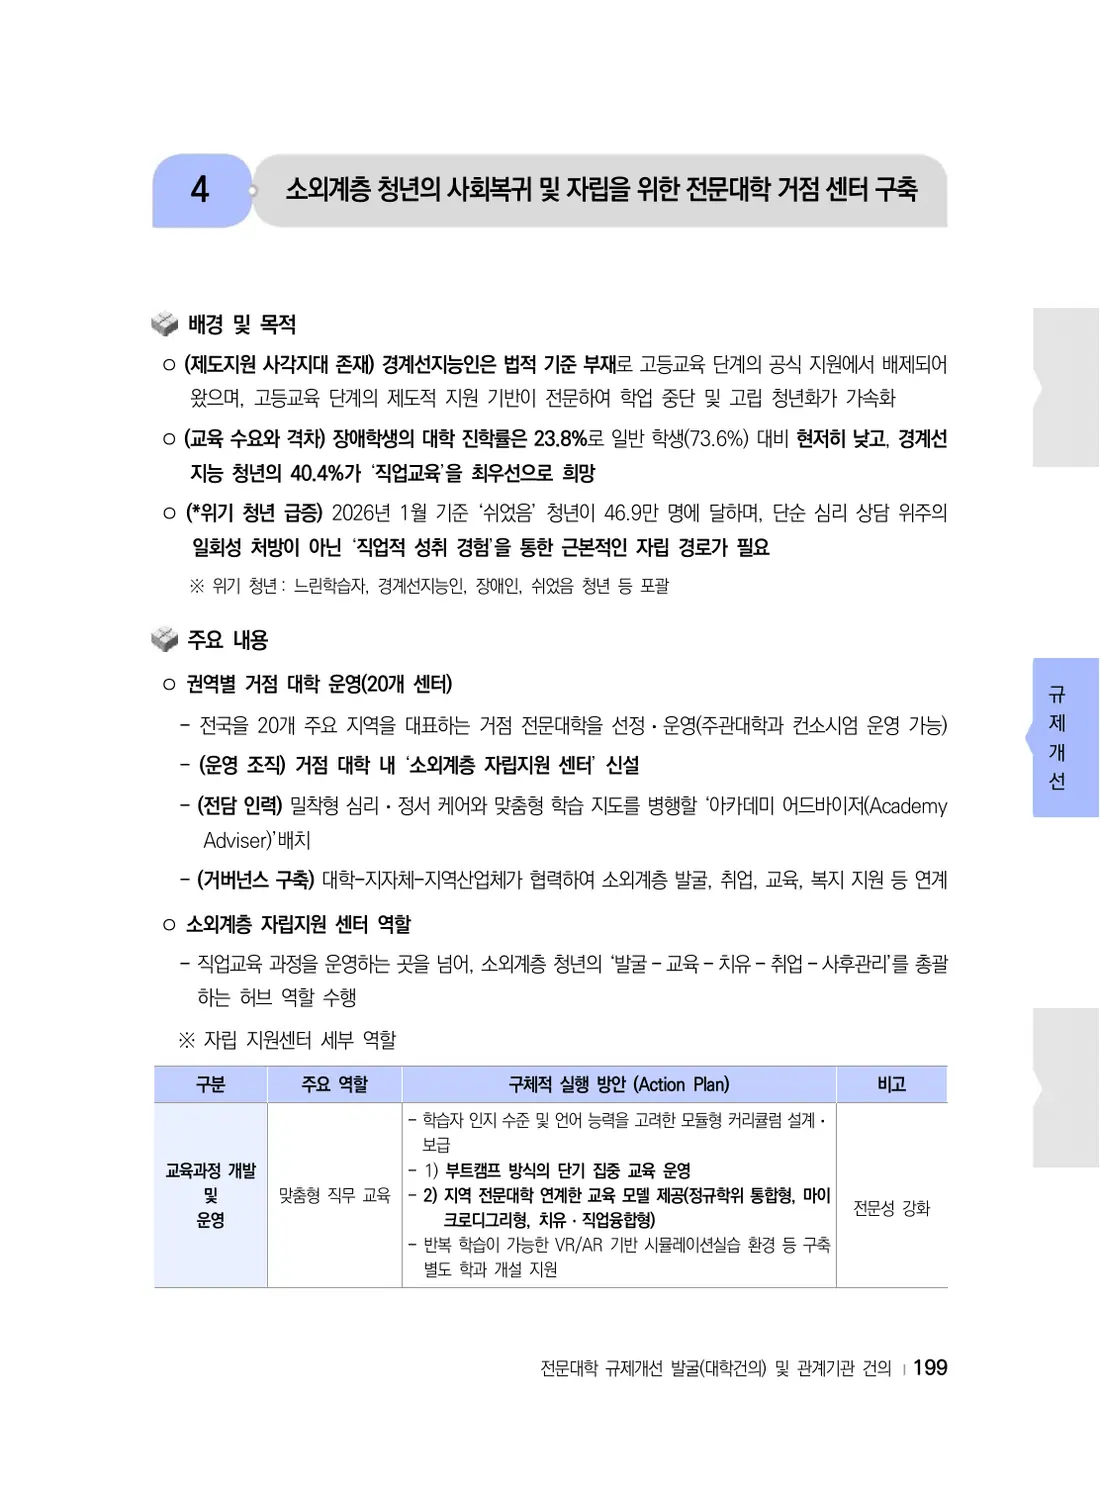 4
소외계층 청년의 사회복귀 및 자립을 위한 전문대학 거점 센터 구축
배경 및 목적
○ (제도지원 사각지대 존재) 경계선지능인은 법적 기준 부재로 고등교육 단계의 공식 지원에서 배제되어
왔으며, 고등교육 단계의 제도적 지원 기반이 전문하여 학업 중단 및 고립 청년화가 가속화
○ (교육 수요와 격차) 장애학생의 대학 진학률은 23.8%로 일반 학생(73.6%) 대비 현저히 낮고, 경계선
지능 청년의 40.4%가 ‘직업교육’을 최우선으로 희망
○ (*위기 청년 급증) 2026년 1월 기준 ‘쉬었음’ 청년이 46.9만 명에 달하며, 단순 심리 상담 위주의
일회성 처방이 아닌 ‘직업적 성취 경험’을 통한 근본적인 자립 경로가 필요
※ 위기 청년 : 느린학습자, 경계선지능인, 장애인, 쉬었음 청년 등 포괄
주요 내용
○ 권역별 거점 대학 운영(20개 센터)
- 전국을 20개 주요 지역을 대표하는 거점 전문대학을 선정·운영(주관대학과 컨소시엄 운영 가능)
- (운영 조직) 거점 대학 내 ‘소외계층 자립지원 센터’ 신설
- (전담 인력) 밀착형 심리·정서 케어와 맞춤형 학습 지도를 병행할 ‘아카데미 어드바이저(Academy
Adviser)’배치
- (거버넌스 구축) 대학-지자체-지역산업체가 협력하여 소외계층 발굴, 취업, 교육, 복지 지원 등 연계
○ 소외계층 자립지원 센터 역할
- 직업교육 과정을 운영하는 곳을 넘어, 소외계층 청년의 ‘발굴 - 교육 - 치유 - 취업 - 사후관리’를 총괄
하는 허브 역할 수행
※ 자립 지원센터 세부 역할
구분 주요 역할 구체적 실행 방안 (Action Plan) 비고
교육과정 개발
및
운영
맞춤형 직무 교육
- 학습자 인지 수준 및 언어 능력을 고려한 모듈형 커리큘럼 설계·
보급
- 1) 부트캠프 방식의 단기 집중 교육 운영
- 2) 지역 전문대학 연계한 교육 모델 제공(정규학위 통합형, 마이
크로디그리형, 치유·직업융합형)
- 반복 학습이 가능한 VR/AR 기반 시뮬레이션실습 환경 등 구축
별도 학과 개설 지원
전문성 강화
규
제
개
선
전문대학 규제개선 발굴(대학건의) 및 관계기관 건의 | 199